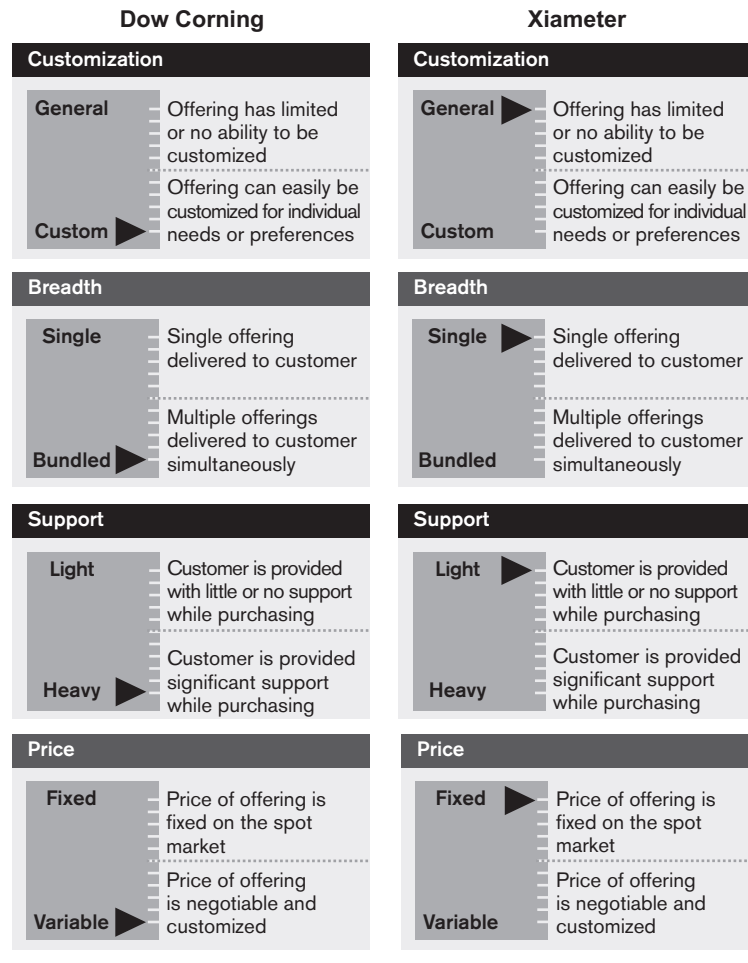 Dow Corning
Customization
General
Offering has limited
or no ability to be
customized
Offering can easily be
customized for individual
needs or preferences
Custom
Breadth
Single
Single offering
delivered to customer
Multiple offerings
delivered to customer
simultaneously
Bundled
Support
Light
Customer is provided
with little or no support
while purchasing
Customer is provided
significant support
while purchasing
Heavy
Price
Fixed
Price of offering is
fixed on the spot
market
Price of offering
is negotiable and
customized
Variable
Xiameter
Customization
General
Offering has limited
or no ability to be
customized
Offering can easily be
customized for individual
needs or preferences
Custom
Breadth
Single
Single offering
delivered to customer
Multiple offerings
delivered to customer
simultaneously
Bundled
Support
Light
Customer is provided
with little or no support
while purchasing
Customer is provided
significant support
while purchasing
Heavy
Price
Fixed
Price of offering is
fixed on the spot
market
Price of offering
is negotiable and
customized
Variable